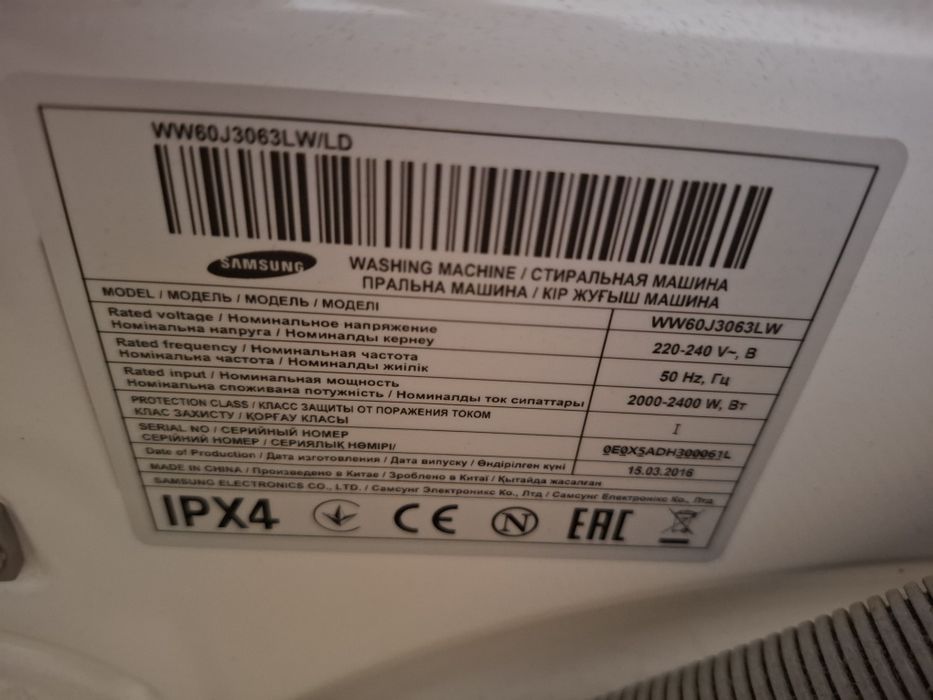 WW60J3063LW/LD
SAMSUNG
WASHING MACHINE / СТИРАЛЬНАЯ МАШИНА
ПРАЛЬНА МАШИНА / КІР ЖУҒЫШ МАШИНА
MODEL / МОДЕЛЬ / МОДЕЛЬ / МОДЕЛІ WW60J3063LW
Rated voltage / Номинальное напряжение
Номінальна напруга / Номиналды кернеу 220-240 V~, В
Rated frequency / Номинальная частота
Номінальна частота / Номиналды жиілік 50 Hz, Гц
Rated input / Номинальная мощность
Номінальна споживана потужність / Номиналды ток сипаттары 2000-2400 W, Вт
PROTECTION CLASS / КЛАСС ЗАЩИТЫ ОТ ПОРАЖЕНИЯ ТОКОМ
КЛАС ЗАХИСТУ / ҚОРҒАУ КЛАСЫ I
SERIAL NO / СЕРИЙНЫЙ НОМЕР
СЕРІЙНИЙ НОМЕР / СЕРИЯЛЫҚ НӨМІРІ/ 0E0X5ADH300061L
Date of Production / Дата изготовления / Дата випуску / Өндірілген күні 15.03.2016
MADE IN CHINA / Произведено в Китае / Зроблено в Китаї / Қытайда жасалған
SAMSUNG ELECTRONICS CO., LTD. / Самсунг Электроникс Ко., Лтд / Самсунг Електронікс Ко., Лтд.
IPX4 CE N EAC